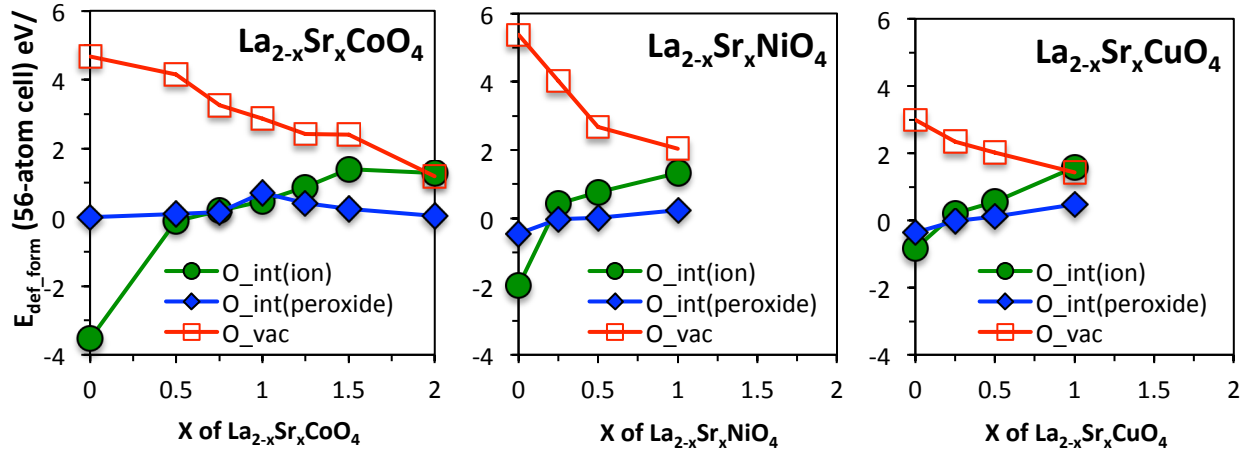 E_def_form (56-atom cell) eV/
6
4
2
0
-2
-4
La₂₋ₓSrₓCoO₄
O_int(ion)
O_int(peroxide)
O_vac
0 0.5 1 1.5 2
X of La₂₋ₓSrₓCoO₄
6
4
2
0
-2
-4
La₂₋ₓSrₓNiO₄
O_int(ion)
O_int(peroxide)
O_vac
0 0.5 1 1.5 2
X of La₂₋ₓSrₓNiO₄
6
4
2
0
-2
-4
La₂₋ₓSrₓCuO₄
O_int(ion)
O_int(peroxide)
O_vac
0 0.5 1 1.5 2
X of La₂₋ₓSrₓCuO₄